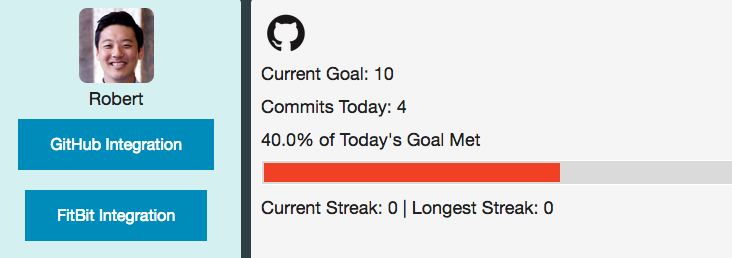 Robert
GitHub Integration
FitBit Integration
Current Goal: 10
Commits Today: 4
40.0% of Today's Goal Met
Current Streak: 0 | Longest Streak: 0